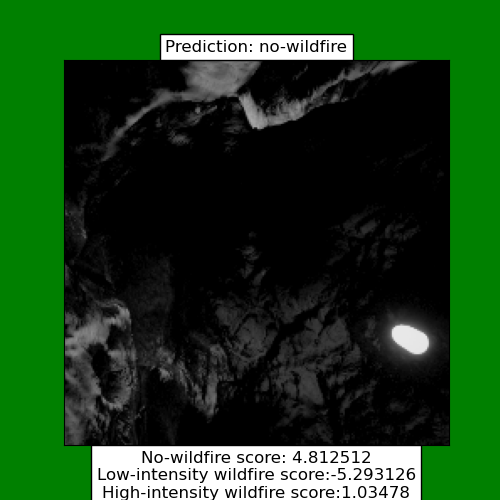 Prediction: no-wildfire
No-wildfire score: 4.812512
Low-intensity wildfire score:-5.293126
High-intensity wildfire score:1.03478